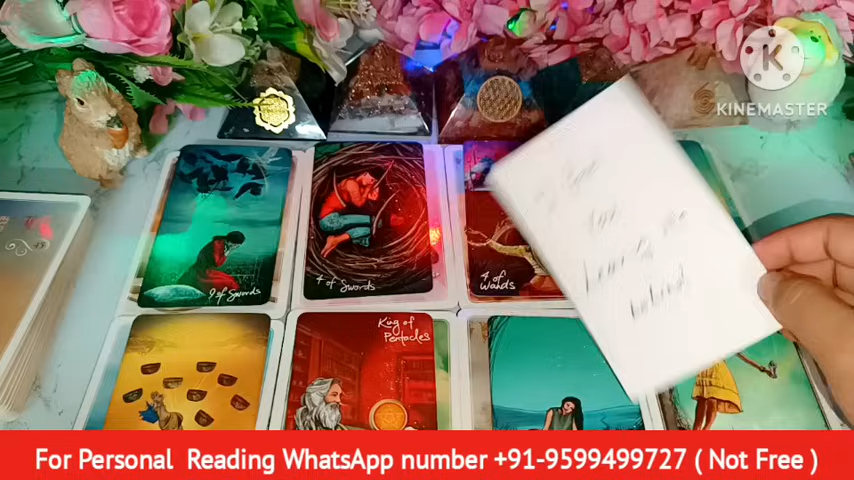 KINEMASTER
9 of Swords
4 of Swords
4 of Wands
King of
Pentacles
For Personal Reading WhatsApp number +91-9599499727 ( Not Free )